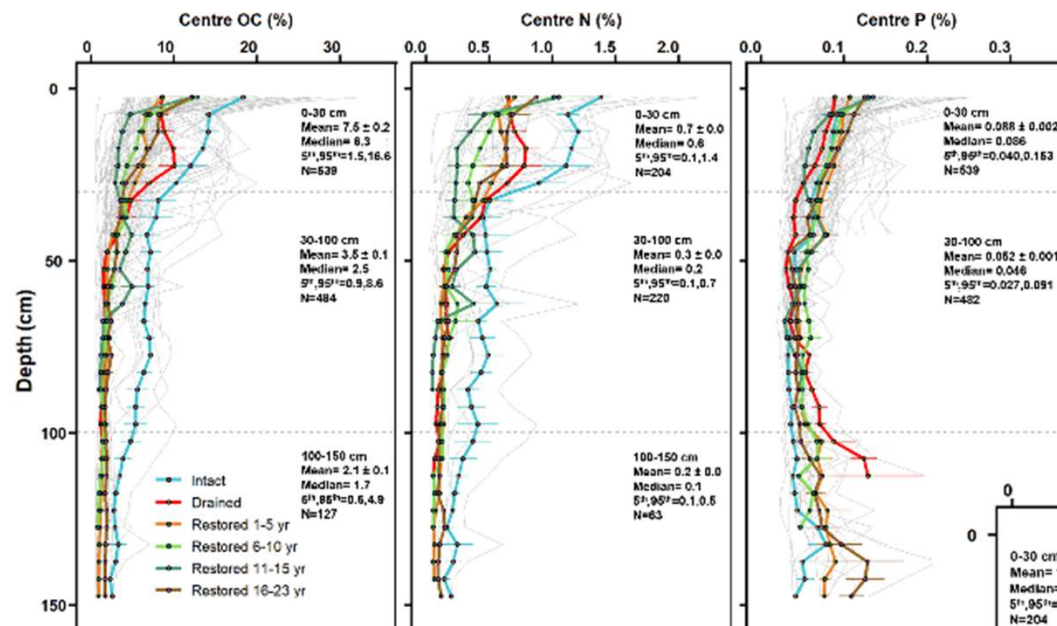 Centre OC (%)
0 10 20 30
Depth (cm)
0
50
100
150
0-30 cm
Mean= 7.5 ± 0.2
Median= 6.3
5th,95th=1.5,16.6
N=539
30-100 cm
Mean= 3.5 ± 0.1
Median= 2.5
5th,95th=0.9,8.6
N=484
100-150 cm
Mean= 2.1 ± 0.1
Median= 1.7
5th,95th=0.6,4.9
N=127
Intact
Drained
Restored 1-5 yr
Restored 6-10 yr
Restored 11-15 yr
Restored 16-23 yr
Centre N (%)
0.0 0.5 1.0 1.5 2.0
0-30 cm
Mean= 0.7 ± 0.0
Median= 0.6
5th,95th=0.1,1.4
N=204
30-100 cm
Mean= 0.3 ± 0.0
Median= 0.2
5th,95th=0.1,0.7
N=220
100-150 cm
Mean= 0.2 ± 0.0
Median= 0.1
5th,95th=0.1,0.5
N=63
Centre P (%)
0.0 0.1 0.2 0.3
0-30 cm
Mean= 0.088 ± 0.002
Median= 0.086
5th,95th=0.040,0.153
N=539
30-100 cm
Mean= 0.052 ± 0.001
Median= 0.046
5th,95th=0.027,0.091
N=482
0
0
0-30 cm
Mean=
Median=
5th,95th=
N=204